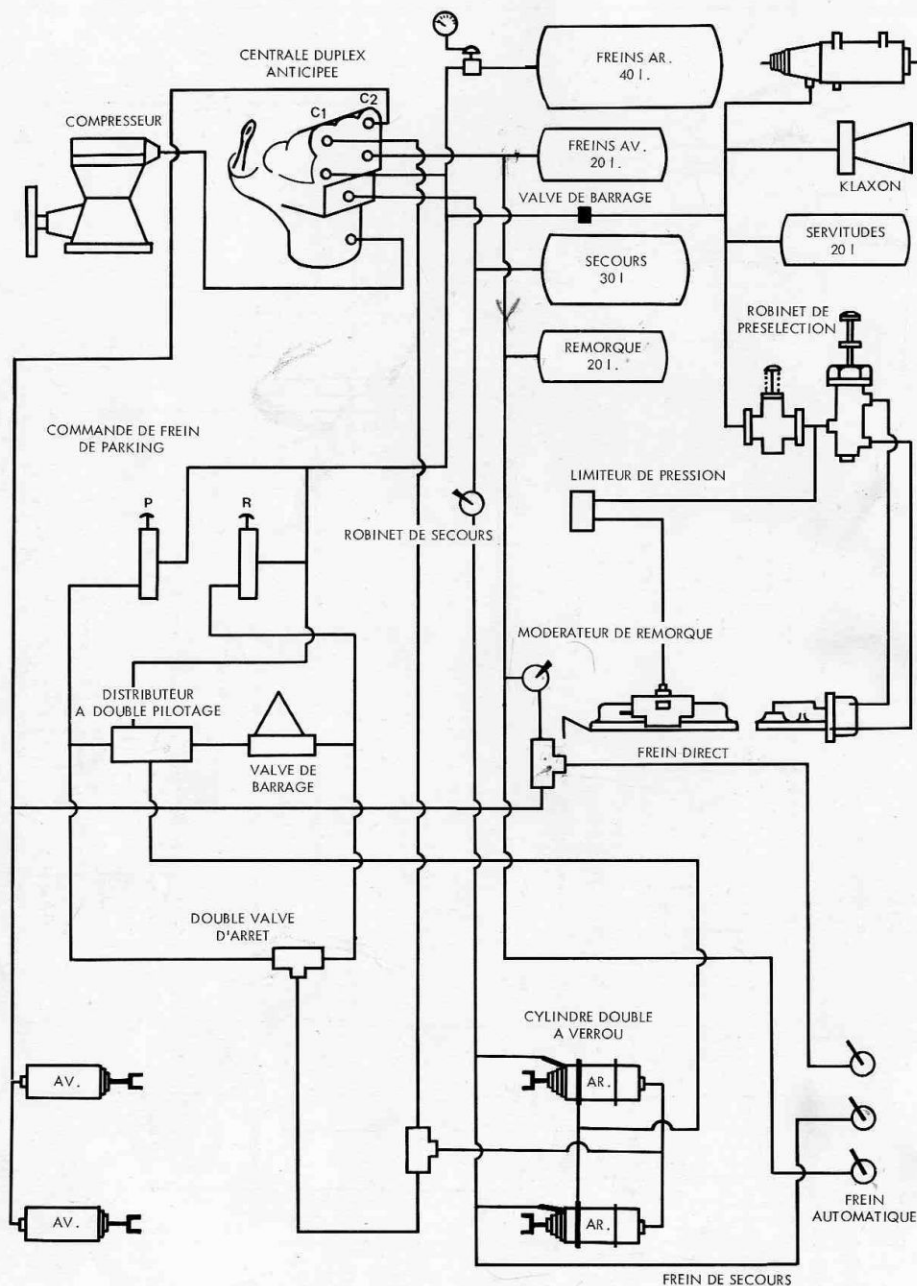 CENTRALE DUPLEX
ANTICIPEE
COMPRESSEUR
C1
C2
FREINS AR.
40 l.
FREINS AV.
20 l.
VALVE DE BARRAGE
KLAXON
SERVITUDES
20 l
SECOURS
30 l
ROBINET DE
PRESELECTION
REMORQUE
20 l.
COMMANDE DE FREIN
DE PARKING
P
R
LIMITEUR DE PRESSION
ROBINET DE SECOURS
MODERATEUR DE REMORQUE
DISTRIBUTEUR
A DOUBLE PILOTAGE
VALVE DE
BARRAGE
FREIN DIRECT
DOUBLE VALVE
D'ARRET
CYLINDRE DOUBLE
A VERROU
AV.
AR.
AV.
AR.
FREIN
AUTOMATIQUE
FREIN DE SECOURS